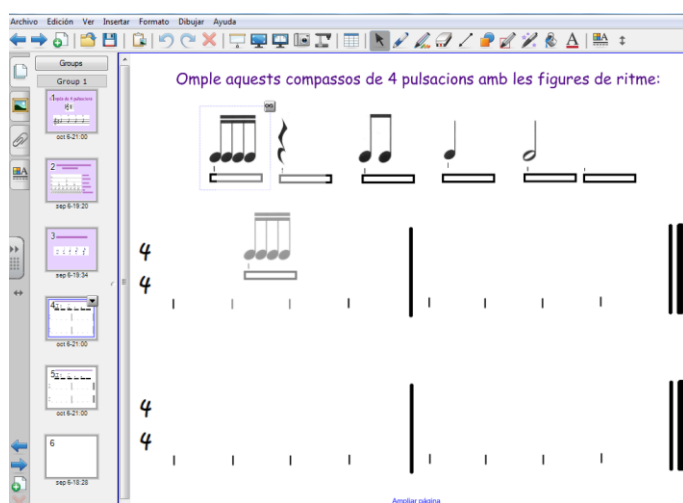 Archivo Edición Ver Insertar Formato Dibujar Ayuda
Groups
Group 1
1
oct 6-21:00
2
sep 6-19:20
3
sep 6-18:34
4
oct 6-21:00
5
oct 6-21:00
6
sep 6-18:28
Omple aquests compassos de 4 pulsacions amb les figures de ritme:
4
4
4
4
Ampliar página